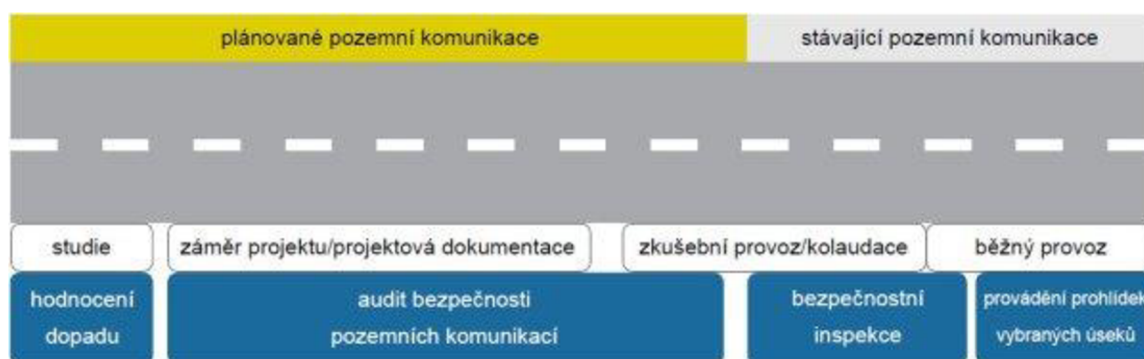 plánované pozemní komunikace
stávající pozemní komunikace
studie
záměr projektu/projektová dokumentace
zkušební provoz/kolaudace
běžný provoz
hodnocení
dopadu
audit bezpečnosti
pozemních komunikací
bezpečnostní
inspekce
provádění prohlídek
vybraných úseků